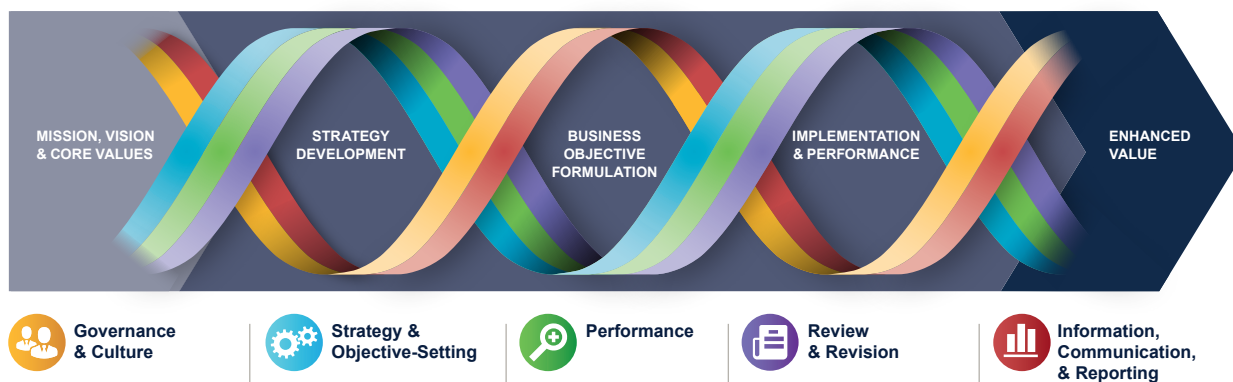 MISSION, VISION
& CORE VALUES
STRATEGY
DEVELOPMENT
BUSINESS
OBJECTIVE
FORMULATION
IMPLEMENTATION
& PERFORMANCE
ENHANCED
VALUE
Governance
& Culture
Strategy &
Objective-Setting
Performance
Review
& Revision
Information,
Communication,
& Reporting